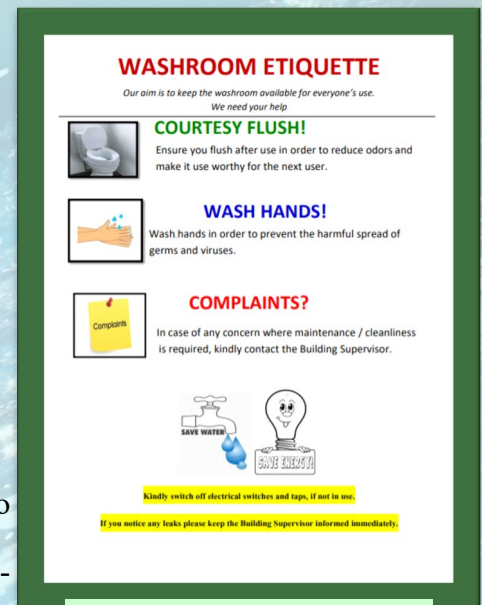 WASHROOM ETIQUETTE
Our aim is to keep the washroom available for everyone's use.
We need your help
COURTESY FLUSH!
Ensure you flush after use in order to reduce odors and
make it use worthy for the next user.
WASH HANDS!
Wash hands in order to prevent the harmful spread of
germs and viruses.
Complaints
COMPLAINTS?
In case of any concern where maintenance / cleanliness
is required, kindly contact the Building Supervisor.
SAVE WATER
SAVE ENERGY!
Kindly switch off electrical switches and taps, if not in use.
o
If you notice any leaks please keep the Building Supervisor informed immediately.
-